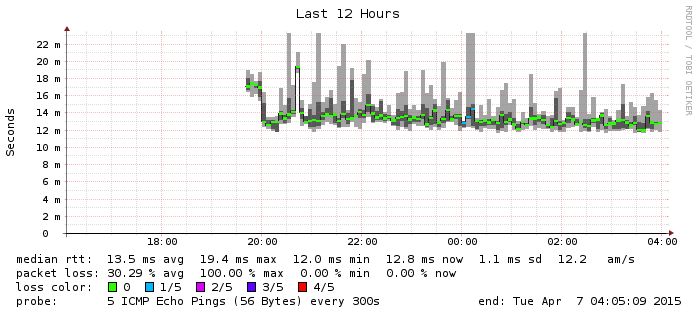 Last 12 Hours
RRDTOOL / TOBI OETIKER
Seconds
22 m
20 m
18 m
16 m
14 m
12 m
10 m
8 m
6 m
4 m
2 m
0
18:00 20:00 22:00 00:00 02:00 04:00
median rtt: 13.5 ms avg 19.4 ms max 12.0 ms min 12.8 ms now 1.1 ms sd 12.2 am/s
packet loss: 30.29 % avg 100.00 % max 0.00 % min 0.00 % now
loss color: 0 1/5 2/5 3/5 4/5
probe: 5 ICMP Echo Pings (56 Bytes) every 300s end: Tue Apr 7 04:05:09 2015